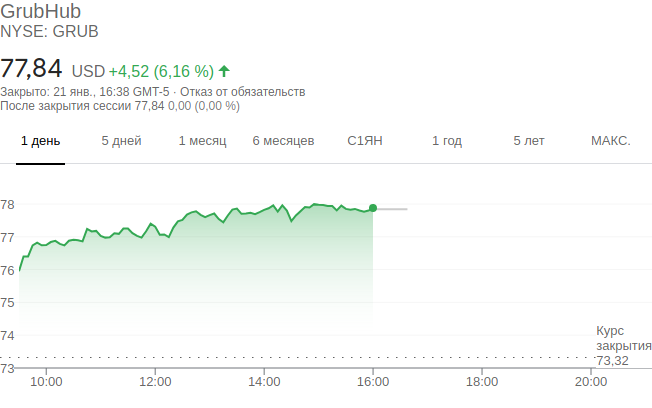 GrubHub
NYSE: GRUB
77,84 USD +4,52 (6,16 %)
Закрыто: 21 янв., 16:38 GMT-5 · Отказ от обязательств
После закрытия сессии 77,84 0,00 (0,00 %)
1 день 5 дней 1 месяц 6 месяцев С1ЯН 1 год 5 лет МАКС.
78
77
76
75
74
Курс
закрытия
73,32
73
10:00 12:00 14:00 16:00 18:00 20:00